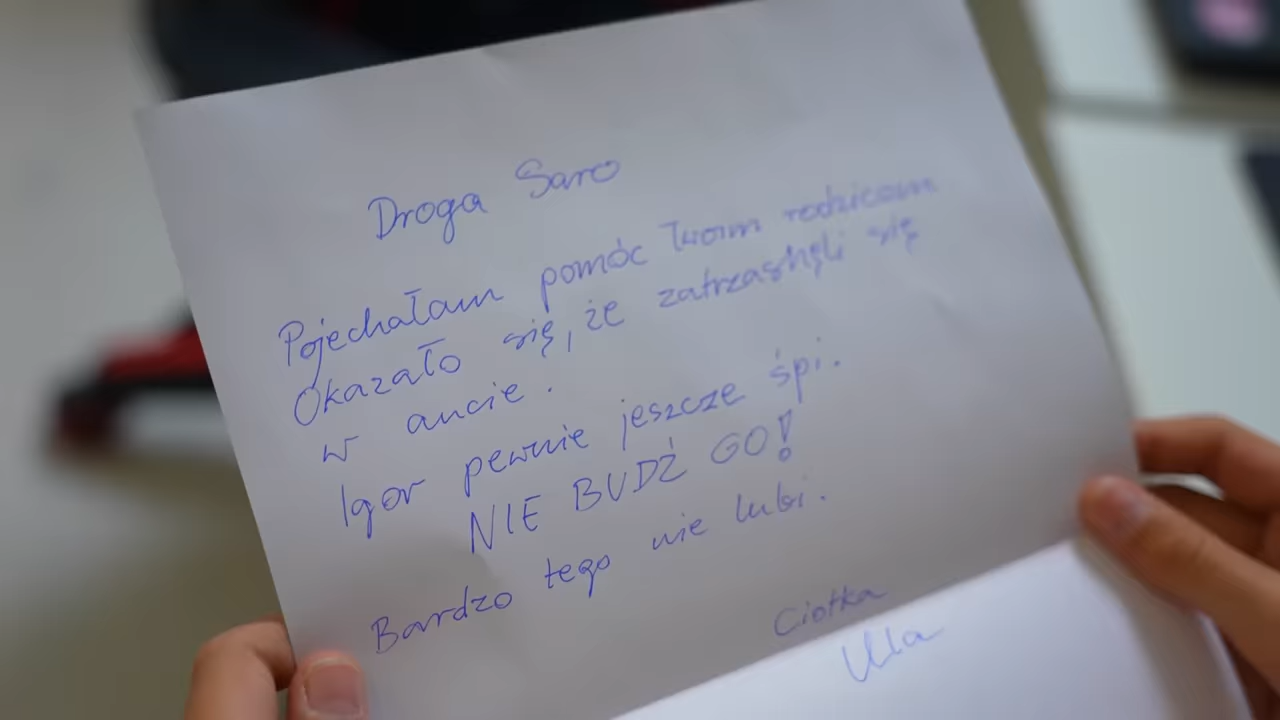 Droga Saro
Pojechałam pomóc Twoim rodzicom
Okazało się, że zatrzasnęli się
w aucie.
Igor pewnie jeszcze śpi.
NIE BUDŹ GO!
Bardzo tego nie lubi.
Ciotka
Ula